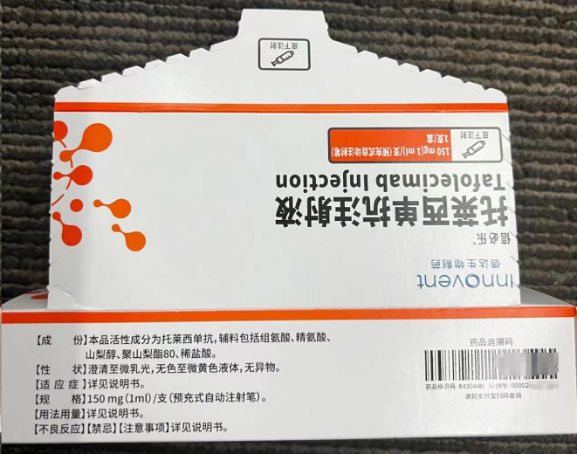 皮下注射
Innovent
信达生物制药
信必乐®
托莱西单抗注射液
Tafolecimab Injection
150 mg(1ml)/支(预充式自动注射笔)
1支/盒
皮下注射
【成 份】本品活性成分为托莱西单抗,辅料包括组氨酸、精氨酸、
山梨醇、聚山梨酯80、稀盐酸。
【性 状】澄清至微乳光,无色至微黄色液体,无异物。
【适 应 症】详见说明书。
【规 格】150 mg(1ml)/支(预充式自动注射笔)。
【用法用量】详见说明书。
【不良反应】【禁忌】【注意事项】详见说明书。
药品追溯码
药品标识码
请到支付宝扫码查询